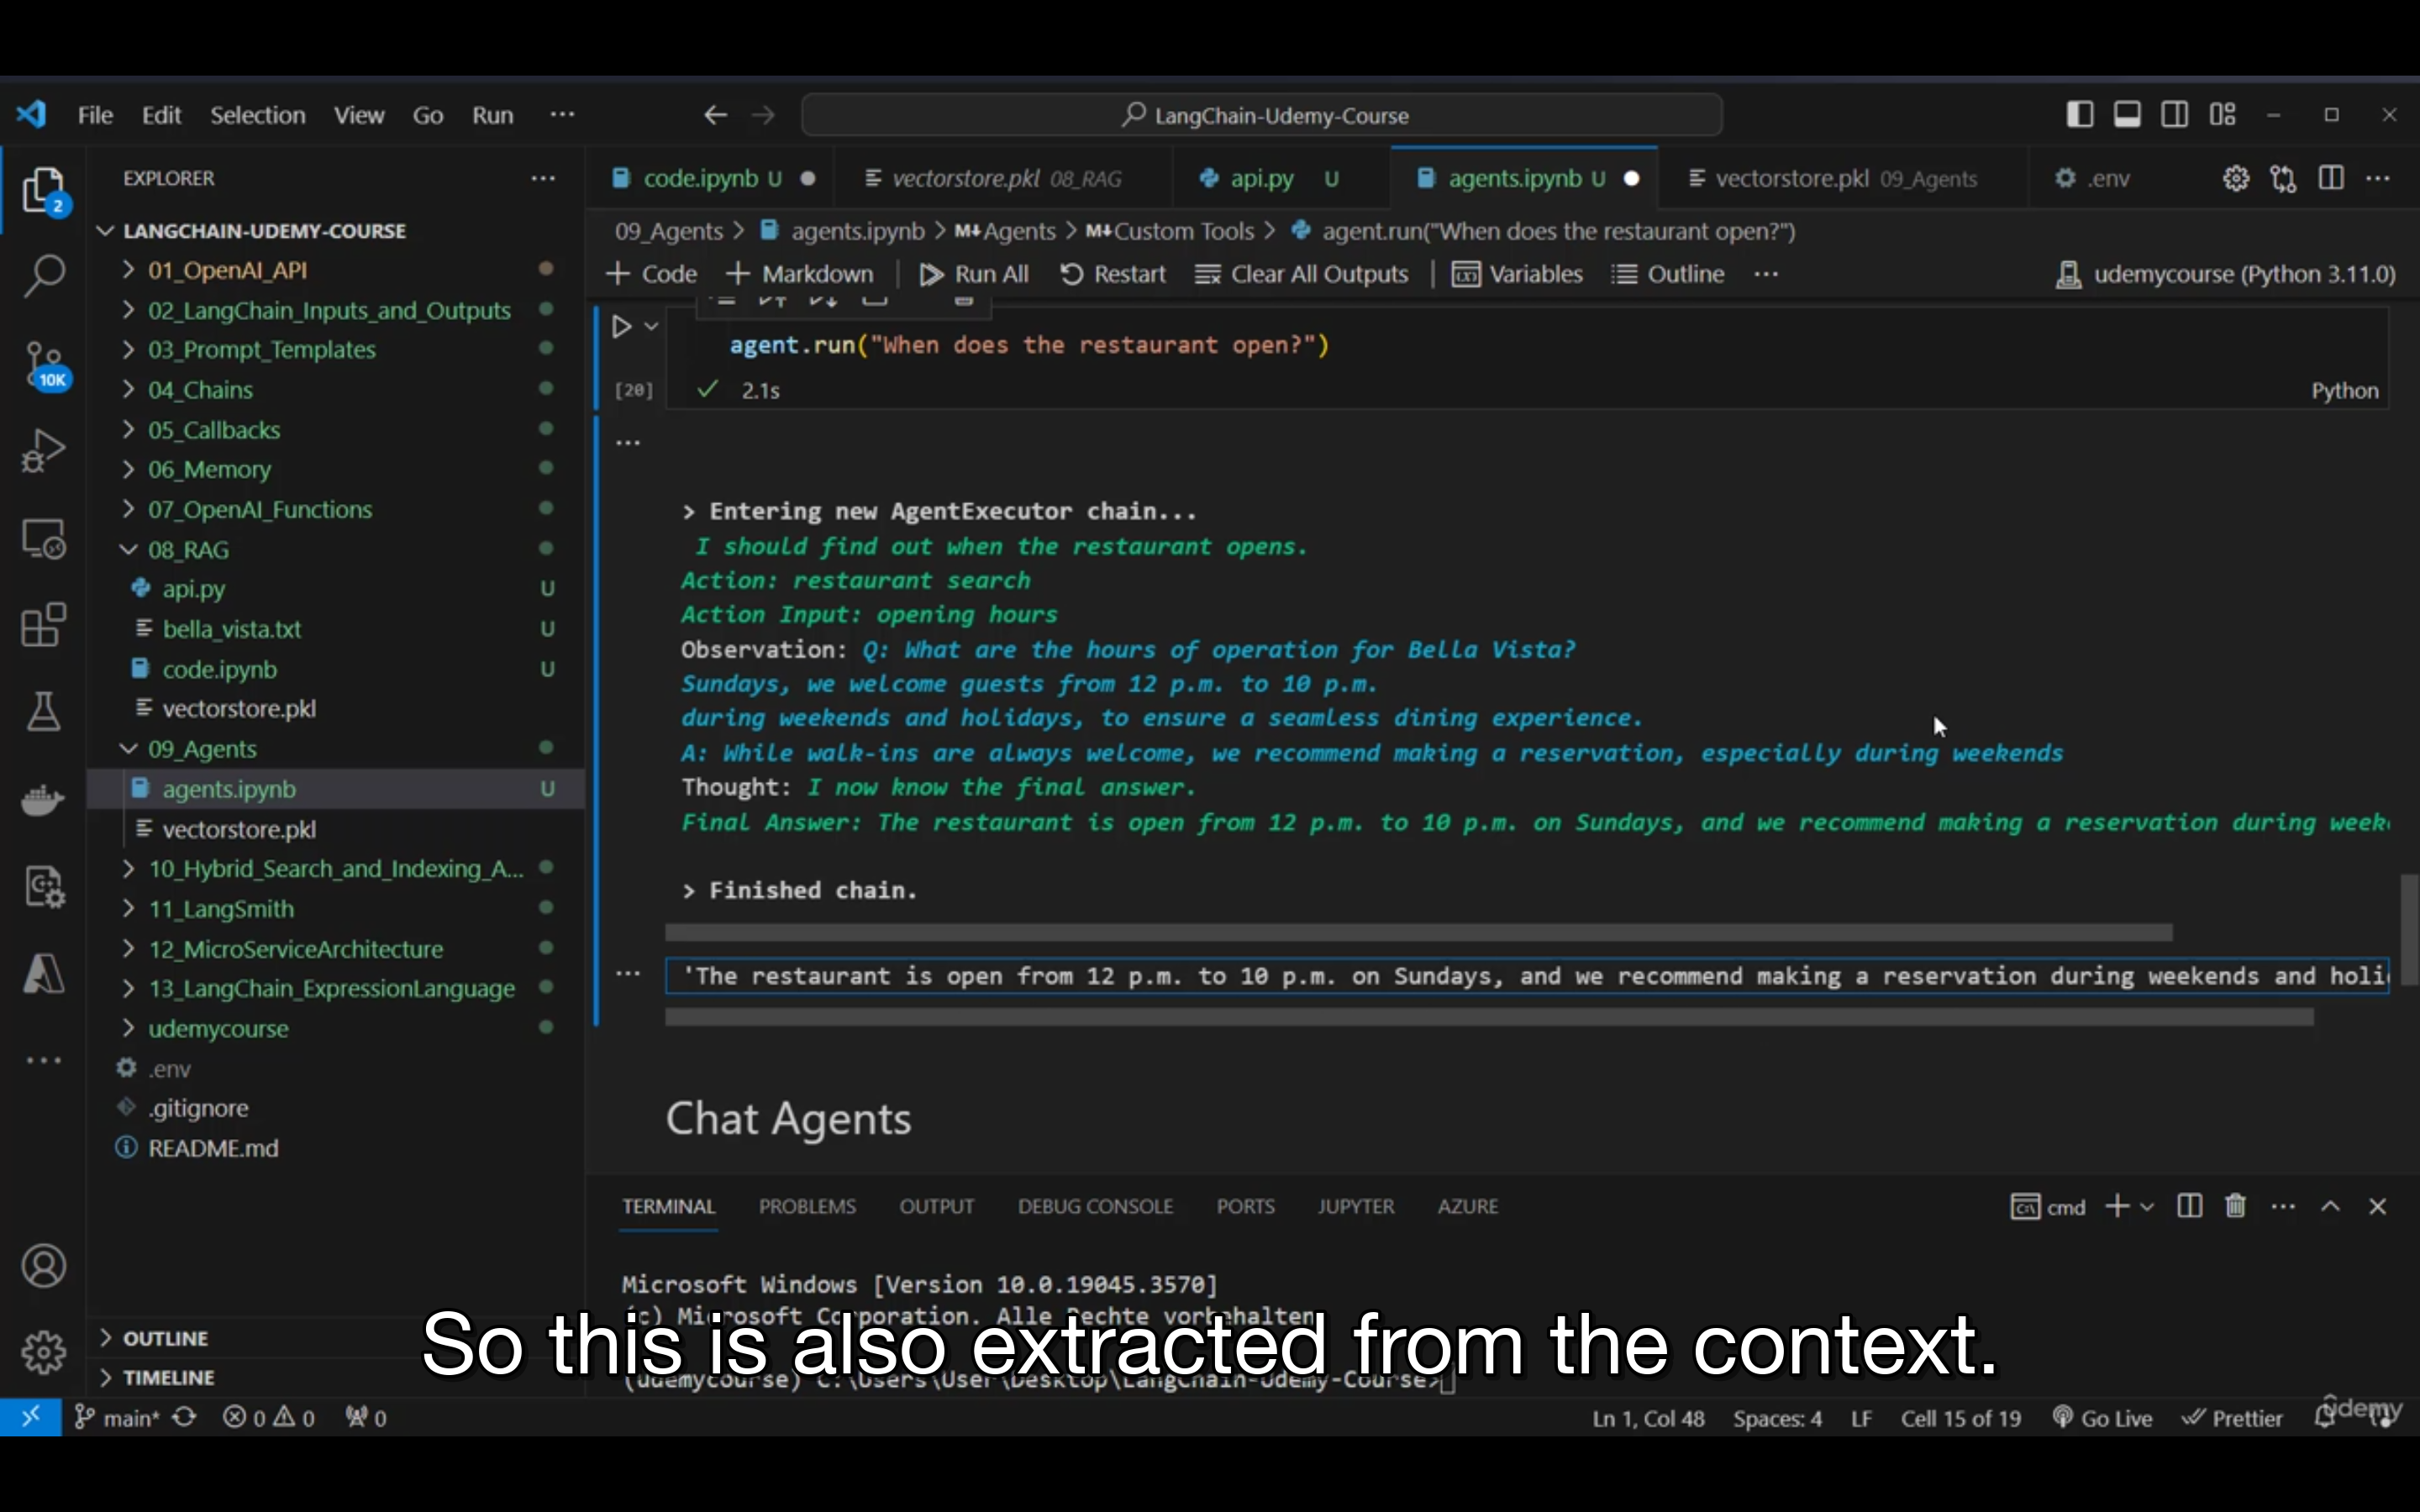 File Edit Selection View Go Run ... LangChain-Udemy-Course
EXPLORER
code.ipynb U
vectorstore.pkl 08_RAG
api.py U
agents.ipynb U
vectorstore.pkl 09_Agents
.env
LANGCHAIN-UDEMY-COURSE
09_Agents > agents.ipynb > M↓Agents > M↓Custom Tools > agent.run("When does the restaurant open?")
+ Code + Markdown Run All Restart Clear All Outputs Variables Outline ... udemycourse (Python 3.11.0)
01_OpenAI_API
02_LangChain_Inputs_and_Outputs
03_Prompt_Templates
04_Chains
05_Callbacks
06_Memory
07_OpenAI_Functions
08_RAG
api.py U
bella_vista.txt U
code.ipynb U
vectorstore.pkl
09_Agents
agents.ipynb U
vectorstore.pkl
10_Hybrid_Search_and_Indexing_A...
11_LangSmith
12_MicroServiceArchitecture
13_LangChain_ExpressionLanguage
udemycourse
.env
.gitignore
README.md
OUTLINE
TIMELINE
2
10K
agent.run("When does the restaurant open?")
[20] ✓ 2.1s Python
...
> Entering new AgentExecutor chain...
I should find out when the restaurant opens.
Action: restaurant search
Action Input: opening hours
Observation: Q: What are the hours of operation for Bella Vista?
Sundays, we welcome guests from 12 p.m. to 10 p.m.
during weekends and holidays, to ensure a seamless dining experience.
A: While walk-ins are always welcome, we recommend making a reservation, especially during weekends
Thought: I now know the final answer.
Final Answer: The restaurant is open from 12 p.m. to 10 p.m. on Sundays, and we recommend making a reservation during week
> Finished chain.
... 'The restaurant is open from 12 p.m. to 10 p.m. on Sundays, and we recommend making a reservation during weekends and holi
Chat Agents
TERMINAL PROBLEMS OUTPUT DEBUG CONSOLE PORTS JUPYTER AZURE cmd
Microsoft Windows [Version 10.0.19045.3570]
(c) Microsoft Corporation. Alle Rechte vorbehalten.
So this is also extracted from the context.
(udemycourse) C:\Users\User\Desktop\LangChain-Udemy-Course>
main* 0 0 0 Ln 1, Col 48 Spaces: 4 LF Cell 15 of 19 Go Live Prettier
ûdemy